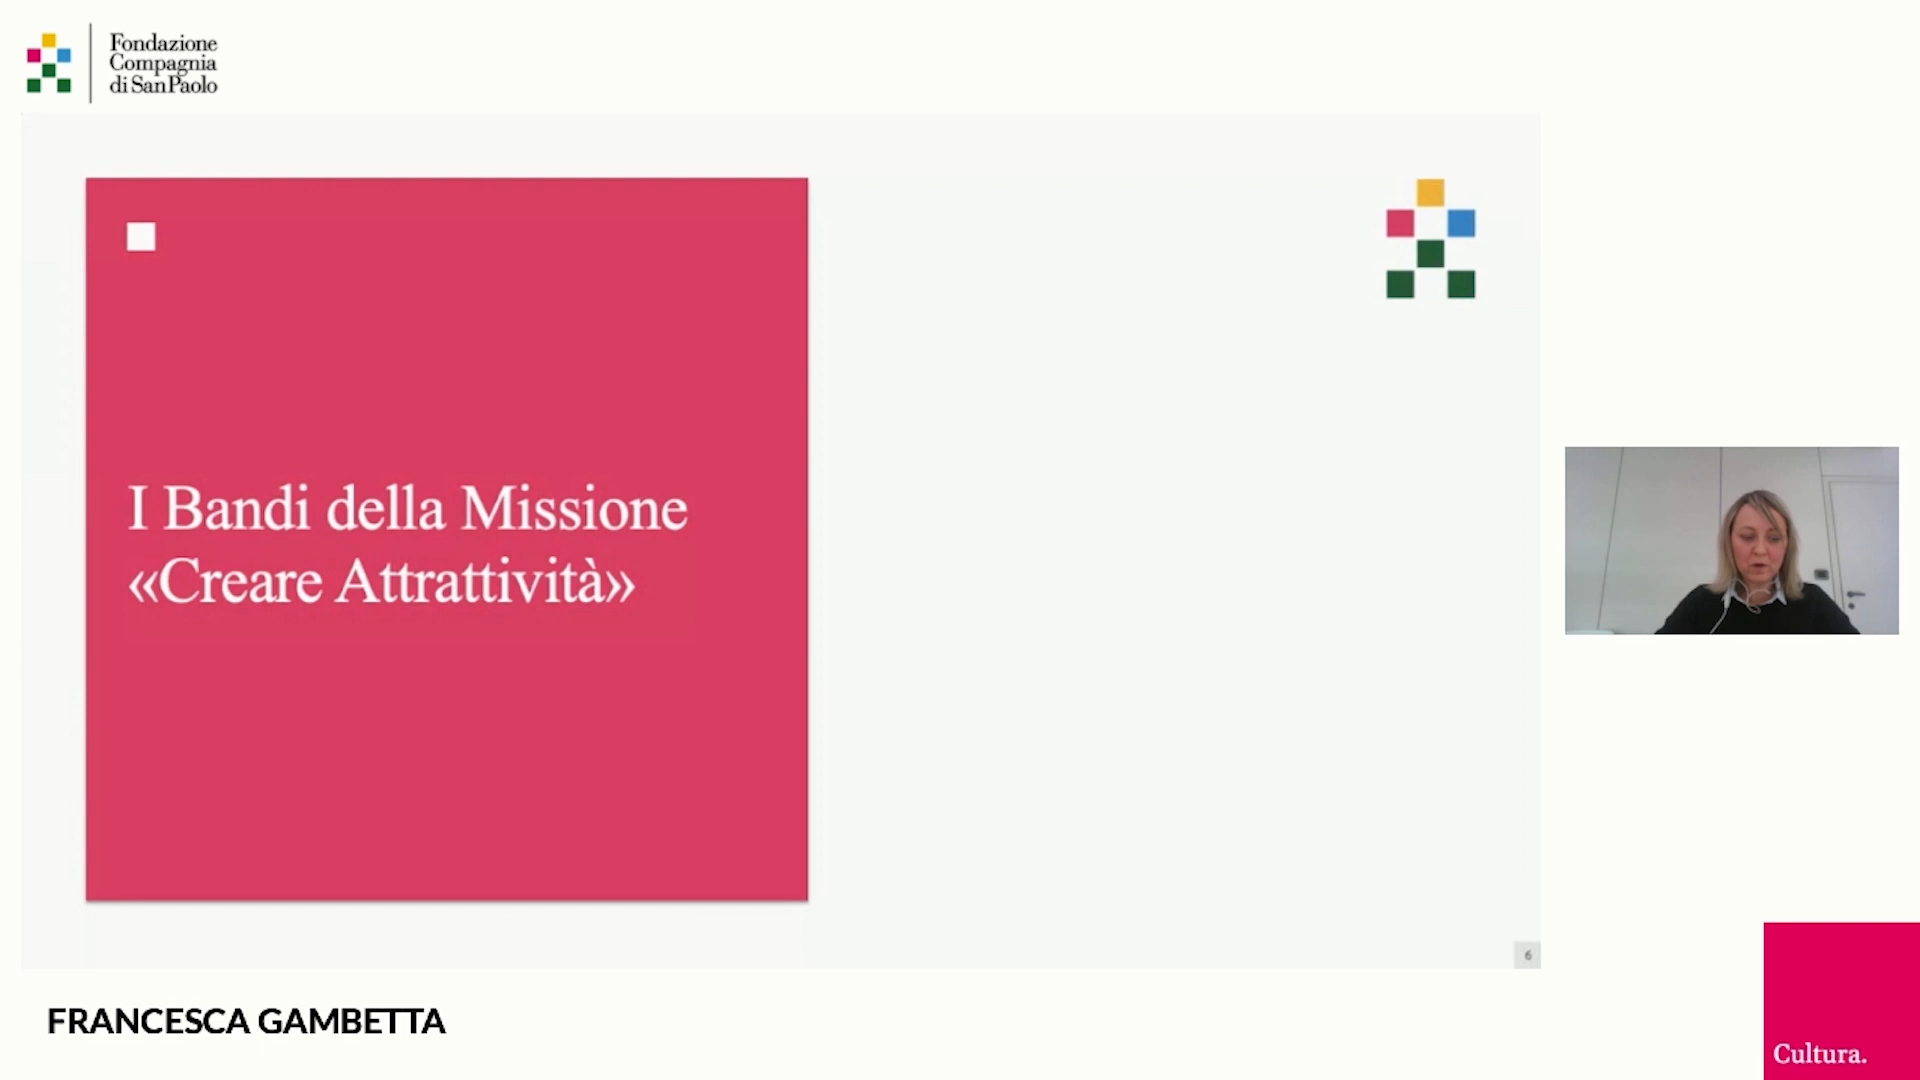 Fondazione
Compagnia
di San Paolo
I Bandi della Missione
«Creare Attrattività»
6
FRANCESCA GAMBETTA
Cultura.